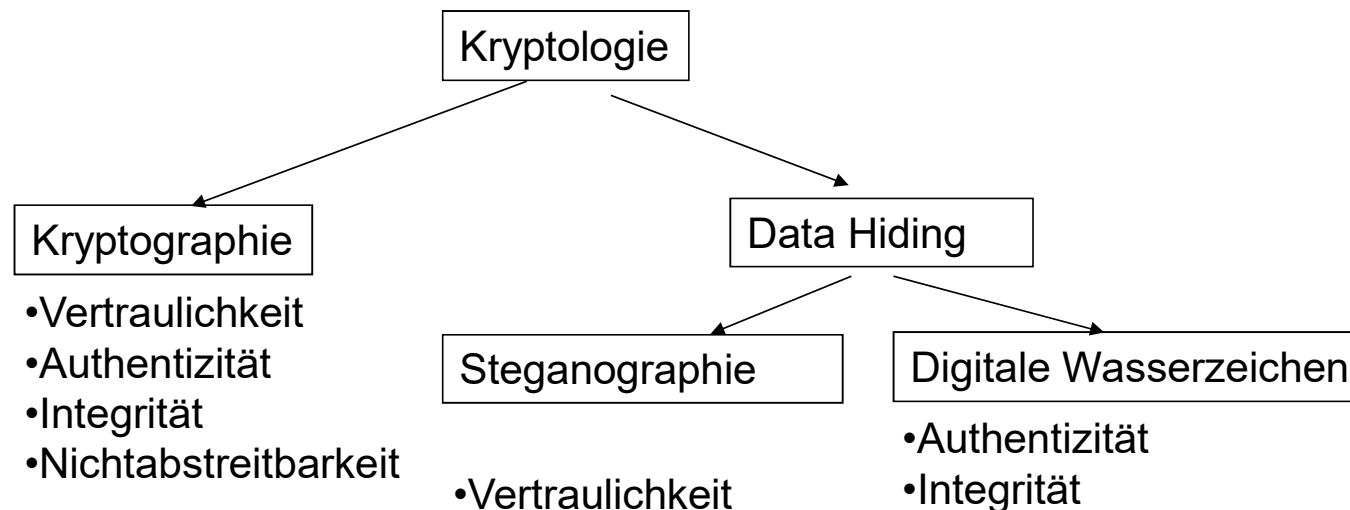 Kryptologie
Kryptographie
•Vertraulichkeit
•Authentizität
•Integrität
•Nichtabstreitbarkeit
Data Hiding
Steganographie
•Vertraulichkeit
Digitale Wasserzeichen
•Authentizität
•Integrität